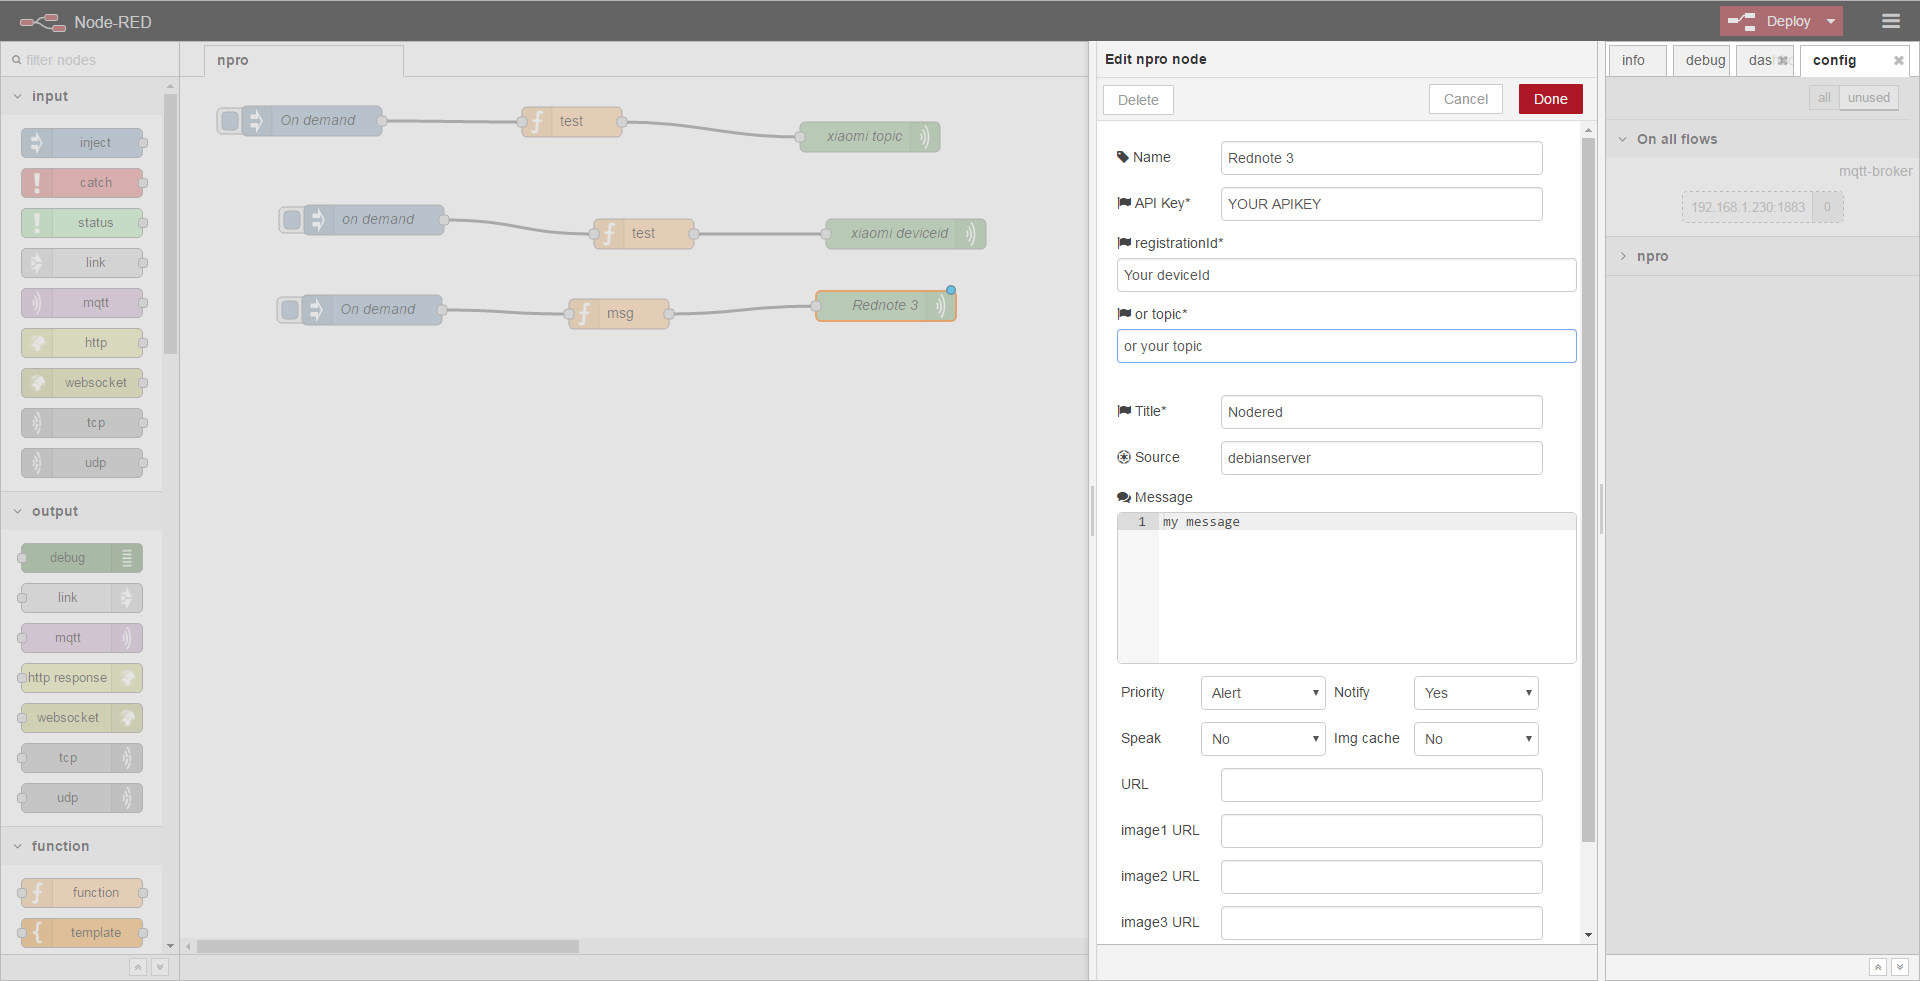 Node-RED
Deploy
filter nodes
input
inject
catch
status
link
mqtt
http
websocket
tcp
udp
output
debug
link
mqtt
http response
websocket
tcp
udp
function
function
template
npro
On demand
test
xiaomi topic
on demand
test
xiaomi deviceid
On demand
msg
Rednote 3
Edit npro node
Delete
Cancel
Done
Name
Rednote 3
API Key*
YOUR APIKEY
registrationId*
Your deviceId
or topic*
or your topic
Title*
Nodered
Source
debianserver
Message
1 my message
Priority
Alert
Notify
Yes
Speak
No
Img cache
No
URL
image1 URL
image2 URL
image3 URL
info
debug
das
config
all
unused
On all flows
mqtt-broker
192.168.1.230:1883
0
npro